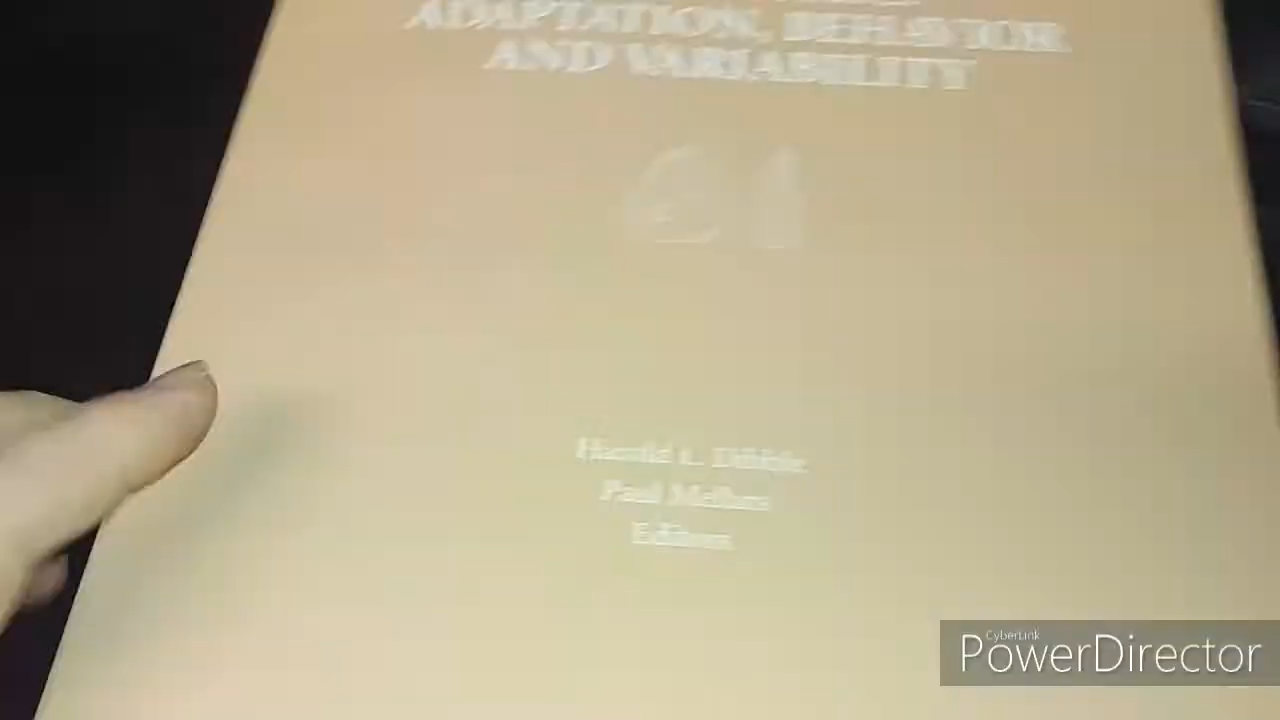 ADAPTATION, BEHAVIOR
AND VARIABILITY
Harold L. Dibble
Paul Mellars
Editors
CyberLink
PowerDirector